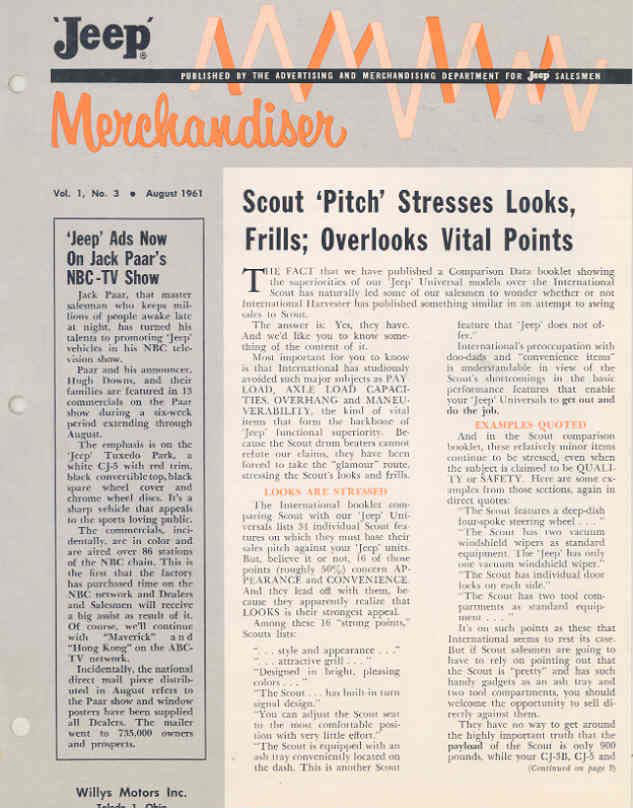 'Jeep'®
PUBLISHED BY THE ADVERTISING AND MERCHANDISING DEPARTMENT FOR Jeep SALESMEN
Merchandiser
Vol. 1, No. 3 • August 1961
'Jeep' Ads Now
On Jack Paar's
NBC-TV Show
Jack Paar, that master
salesman who keeps mil-
lions of people awake late
at night, has turned his
talents to promoting 'Jeep'
vehicles in his NBC tele-
vision show.
Paar and his announcer,
Hugh Downs, and their
families are featured in 13
commercials on the Paar
show during a six-week
period extending through
August.
The emphasis is on the
'Jeep' Tuxedo Park, a
white CJ-5 with red trim,
black convertible top, black
spare wheel cover and
chrome wheel discs. It's a
sharp vehicle that appeals
to the sports loving public.
The commercials, inci-
dentally, are in color and
are aired over 86 stations
of the NBC chain. This is
the first that the factory
has purchased time on the
NBC network and Dealers
and Salesmen will receive
a big assist as result of it.
Of course, we'll continue
with "Maverick" and
"Hong Kong" on the ABC-
TV network.
Incidentally, the national
direct mail piece distrib-
uted in August refers to
the Paar show and window
posters have been supplied
all Dealers. The mailer
went to 735,000 owners
and prospects.
Willys Motors Inc.
Toledo 1, Ohio
Scout 'Pitch' Stresses Looks,
Frills; Overlooks Vital Points
THE FACT that we have published a Comparison Data booklet showing
the superiorities of our 'Jeep' Universal models over the International
Scout has naturally led some of our salesmen to wonder whether or not
International Harvester has published something similar in an attempt to swing
sales to Scout.
The answer is: Yes, they have.
And we'd like you to know some-
thing of the content of it.
Most important for you to know
is that International has studiously
avoided such major subjects as PAY
LOAD, AXLE LOAD CAPACI-
TIES, OVERHANG and MANEU-
VERABILITY, the kind of vital
items that form the backbone of
'Jeep' functional superiority. Be-
cause the Scout drum beaters cannot
refute our claims, they have been
forced to take the "glamour" route,
stressing the Scout's looks and frills.
LOOKS ARE STRESSED
The International booklet com-
paring Scout with our 'Jeep' Uni-
versals lists 31 individual Scout fea-
tures on which they must base their
sales pitch against your 'Jeep' units.
But, believe it or not, 16 of those
points (roughly 50%) concern AP-
PEARANCE and CONVENIENCE.
And they lead off with them, be-
cause they apparently realize that
LOOKS is their strongest appeal.
Among these 16 "strong points,"
Scouts lists:
". . . style and appearance . . ."
". . . attractive grill . . ."
"Designed in bright, pleasing
colors . . ."
"The Scout . . . has built-in turn
signal design."
"You can adjust the Scout seat
to the most comfortable posi-
tion with very little effort."
"The Scout is equipped with an
ash tray conveniently located on
the dash. This is another Scout
feature that 'Jeep' does not of-
fer."
International's preoccupation with
doo-dads and "convenience items"
is understandable in view of the
Scout's shortcomings in the basic
performance features that enable
your 'Jeep' Universals to get out and
do the job.
EXAMPLES QUOTED
And in the Scout comparison
booklet, these relatively minor items
continue to be stressed, even when
the subject is claimed to be QUALI-
TY or SAFETY. Here are some ex-
amples from those sections, again in
direct quotes:
"The Scout features a deep-dish
four-spoke steering wheel . . . "
"The Scout has two vacuum
windshield wipers as standard
equipment. The 'Jeep' has only
one vacuum windshield wiper."
"The Scout has individual door
locks on each side."
"The Scout has two tool com-
partments as standard equip-
ment . . . "
It's on such points as these that
International seems to rest its case.
But if Scout salesmen are going to
have to rely on pointing out that
the Scout is "pretty" and has such
handy gadgets as an ash tray and
two tool compartments, you should
welcome the opportunity to sell di-
rectly against them.
They have no way to get around
the highly important truth that the
payload of the Scout is only 900
pounds, while your CJ-3B, CJ-5 and
(Continued on page 2)